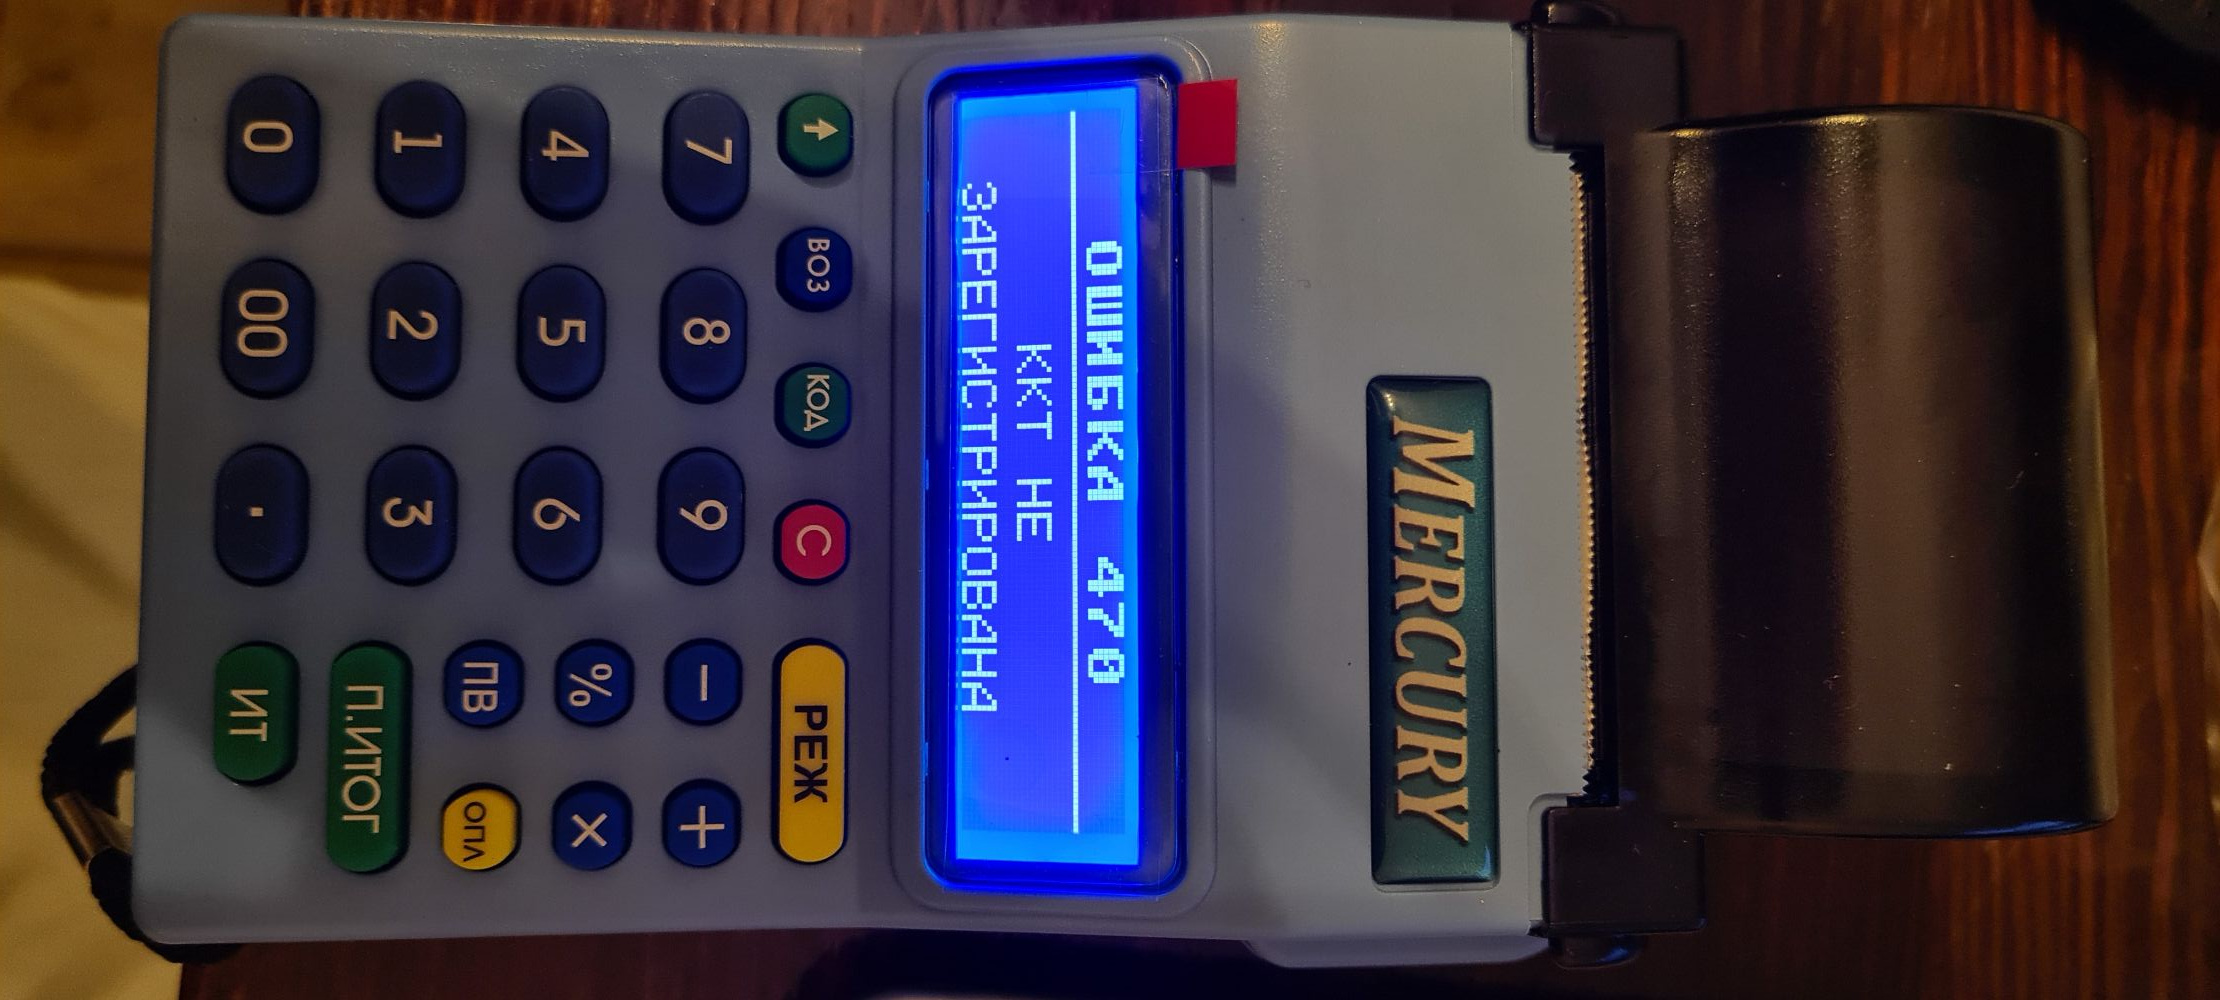 MERCURY
ОШИБКА 470
ККТ НЕ
ЗАРЕГИСТРИРОВАНА
↑ ВОЗ КОД С РЕЖ
7 8 9 − +
4 5 6 % ×
1 2 3 ПВ ОПЛ
П.ИТОГ
0 00 . ИТ